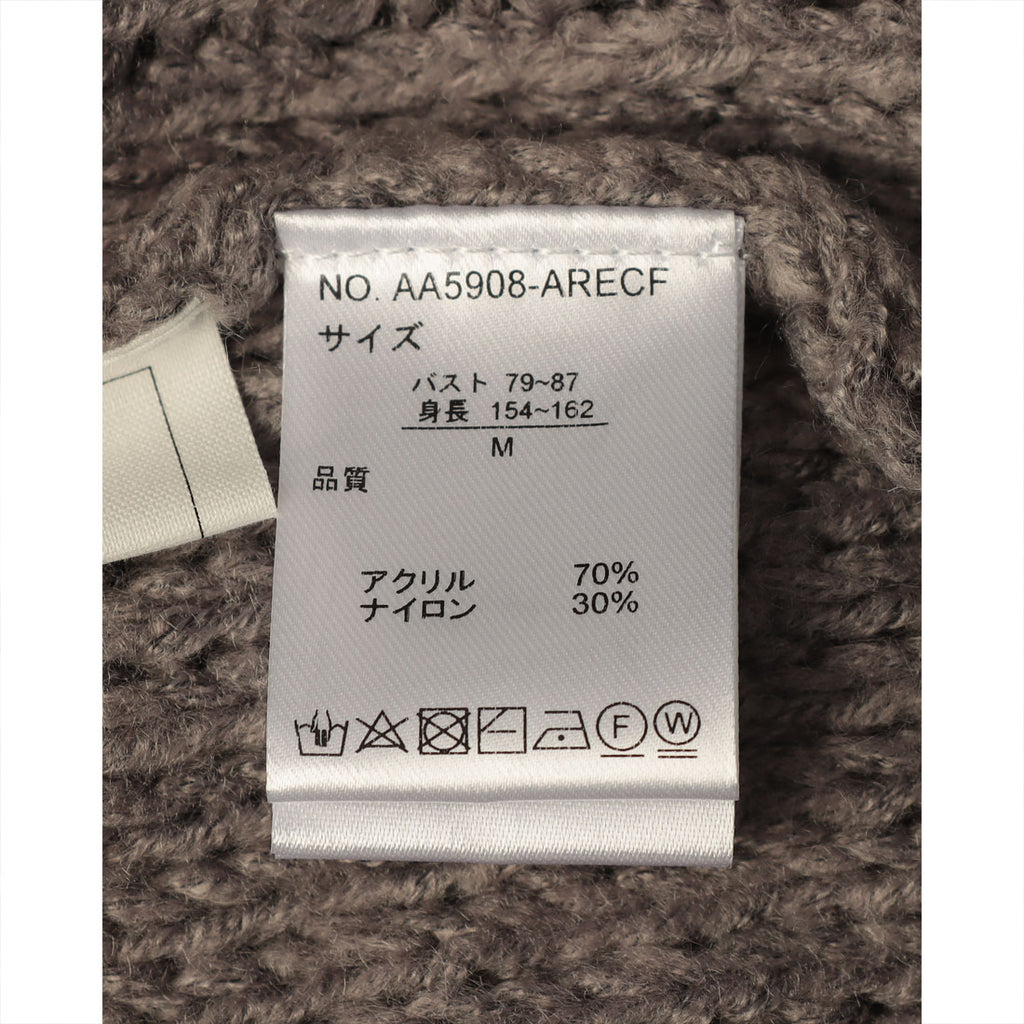 NO. AA5908-ARECF
サイズ
バスト 79~87
身長 154~162
M
品質
アクリル 70%
ナイロン 30%
F W